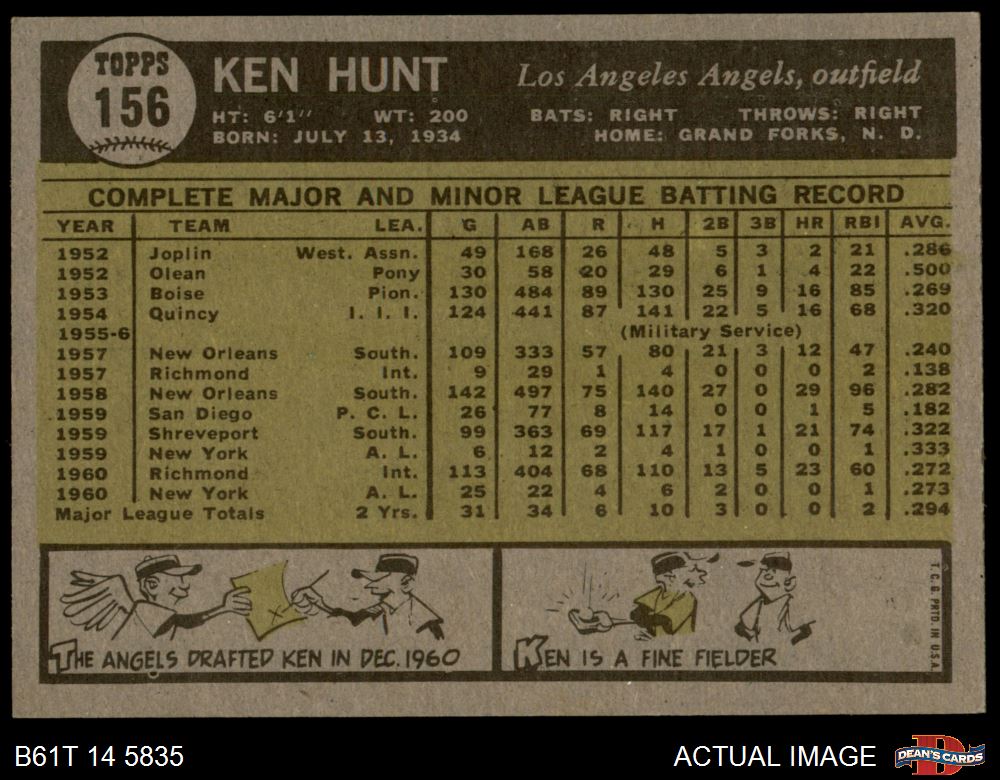 TOPPS
156
KEN HUNT
Los Angeles Angels, outfield
HT: 6'1" WT: 200 BATS: RIGHT THROWS: RIGHT
BORN: JULY 13, 1934 HOME: GRAND FORKS, N. D.
COMPLETE MAJOR AND MINOR LEAGUE BATTING RECORD
YEAR TEAM LEA. G AB R H 2B 3B HR RBI AVG.
1952 Joplin West. Assn. 49 168 26 48 5 3 2 21 .286
1952 Olean Pony 30 58 20 29 6 1 4 22 .500
1953 Boise Pion. 130 484 89 130 25 9 16 85 .269
1954 Quincy I. I. I. 124 441 87 141 22 5 16 68 .320
1955-6 (Military Service)
1957 New Orleans South. 109 333 57 80 21 3 12 47 .240
1957 Richmond Int. 9 29 1 4 0 0 0 2 .138
1958 New Orleans South. 142 497 75 140 27 0 29 96 .282
1959 San Diego P. C. L. 26 77 8 14 0 0 1 5 .182
1959 Shreveport South. 99 363 69 117 17 1 21 74 .322
1959 New York A. L. 6 12 2 4 1 0 0 1 .333
1960 Richmond Int. 113 404 68 110 13 5 23 60 .272
1960 New York A. L. 25 22 4 6 2 0 0 1 .273
Major League Totals 2 Yrs. 31 34 6 10 3 0 0 2 .294
THE ANGELS DRAFTED KEN IN DEC. 1960
KEN IS A FINE FIELDER
T. C. G. PRTD. IN U.S.A.
B61T 14 5835
ACTUAL IMAGE
DEAN'S CARDS